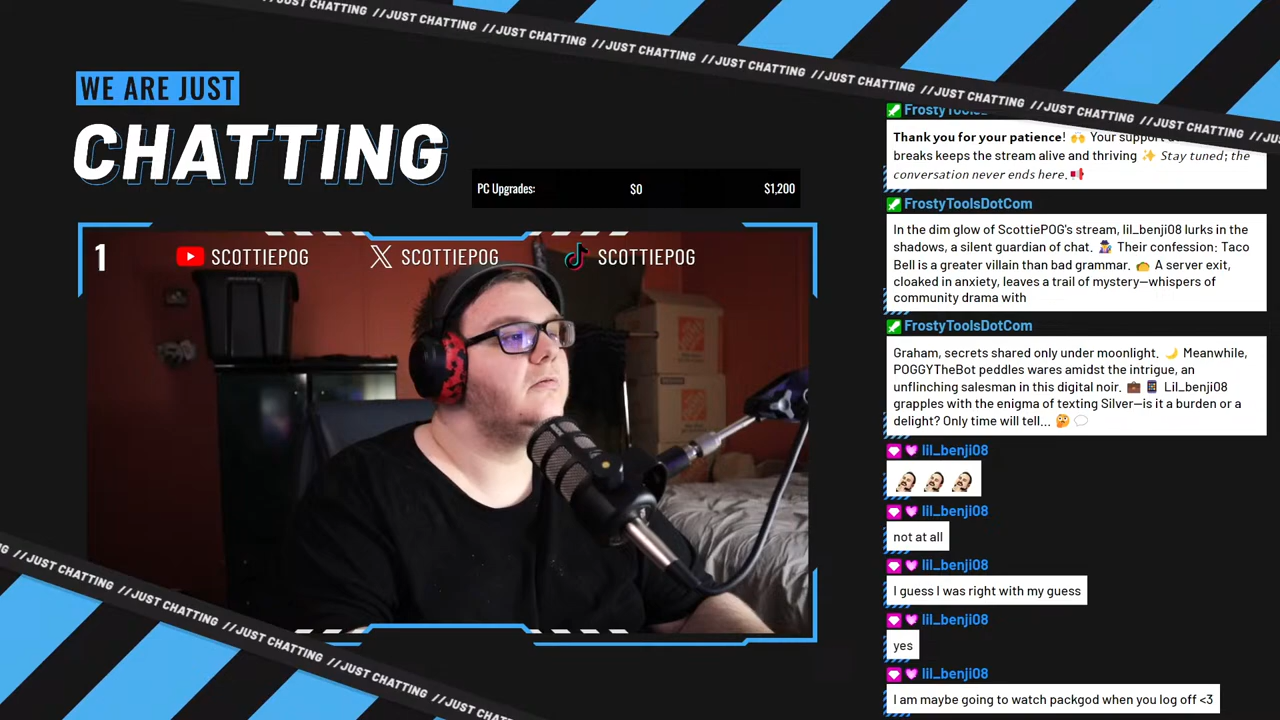 //JUST CHATTING //JUST CHATTING //JUST CHATTING //JUST CHATTING //JUST CHATTING //JUST CHATTING //JUST CHATTING //JUST CHATTING
WE ARE JUST
CHATTING
PC Upgrades: $0 $1,200
1 SCOTTIEPOG SCOTTIEPOG SCOTTIEPOG
Thank you for your patience! 🙌 Your
breaks keeps the stream alive and thriving ✨ Stay tuned; the
conversation never ends here.📢
FrostyToolsDotCom
In the dim glow of ScottiePOG's stream, lil_benji08 lurks in the
shadows, a silent guardian of chat. 🕵️ Their confession: Taco
Bell is a greater villain than bad grammar. 🌮 A server exit,
cloaked in anxiety, leaves a trail of mystery—whispers of
community drama with
FrostyToolsDotCom
Graham, secrets shared only under moonlight. 🌙 Meanwhile,
POGGYTheBot peddles wares amidst the intrigue, an
unflinching salesman in this digital noir. 💼 📱 Lil_benji08
grapples with the enigma of texting Silver—is it a burden or a
delight? Only time will tell... 🤔 💭
lil_benji08
lil_benji08
not at all
lil_benji08
I guess I was right with my guess
lil_benji08
yes
lil_benji08
I am maybe going to watch packgod when you log off <3
//JUST CHATTING //JUST CHATTING //JUST CHATTING //JUST CHATTING